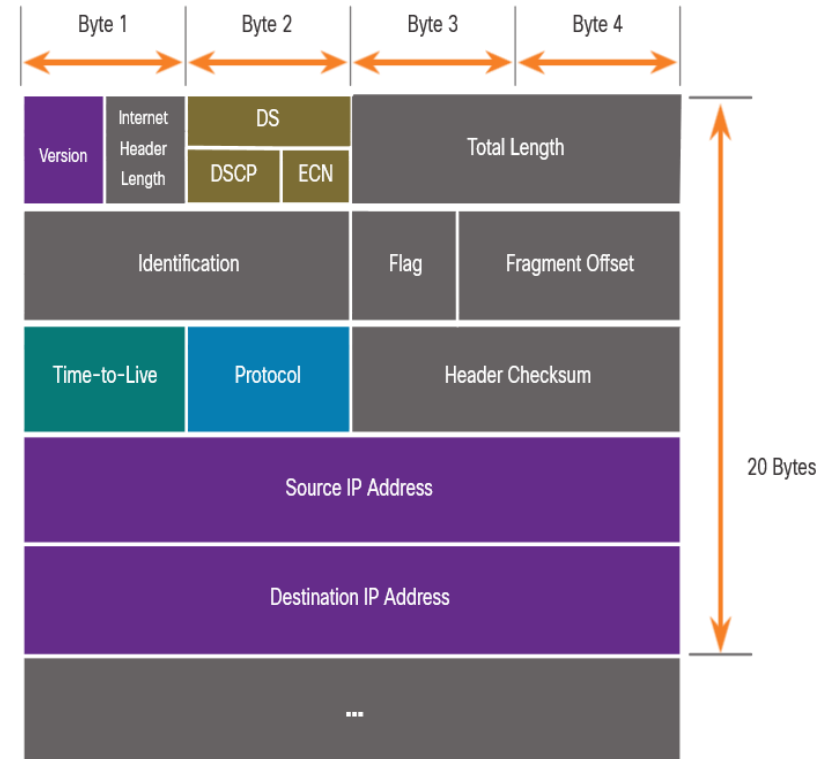 Byte 1 Byte 2 Byte 3 Byte 4
Version
Internet
Header
Length
DS
DSCP ECN
Total Length
Identification Flag Fragment Offset
Time-to-Live Protocol Header Checksum
Source IP Address
20 Bytes
Destination IP Address
...